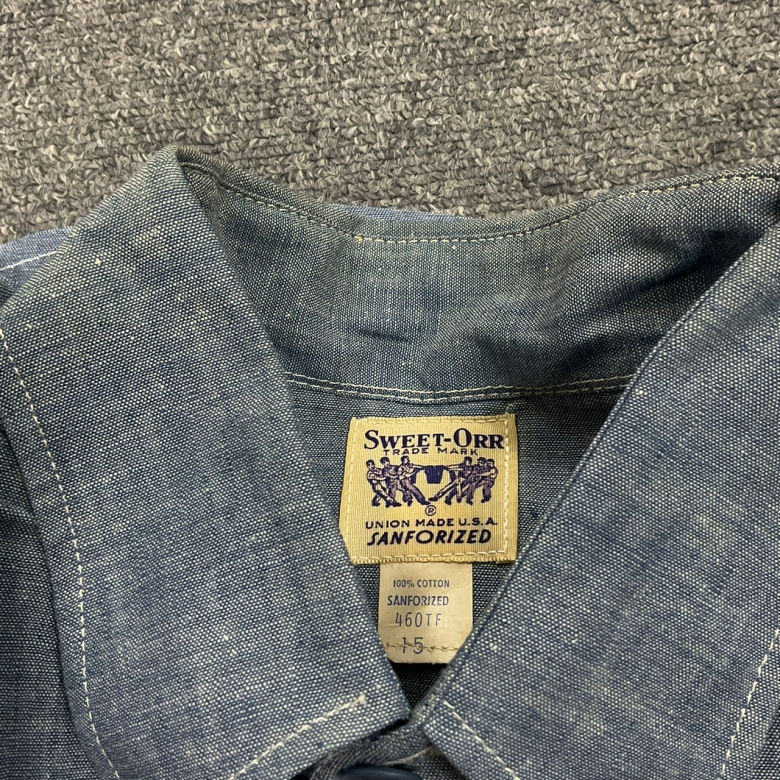 SWEET-ORR
TRADE MARK
®
UNION MADE U.S.A.
SANFORIZED
100% COTTON
SANFORIZED
460TF
15